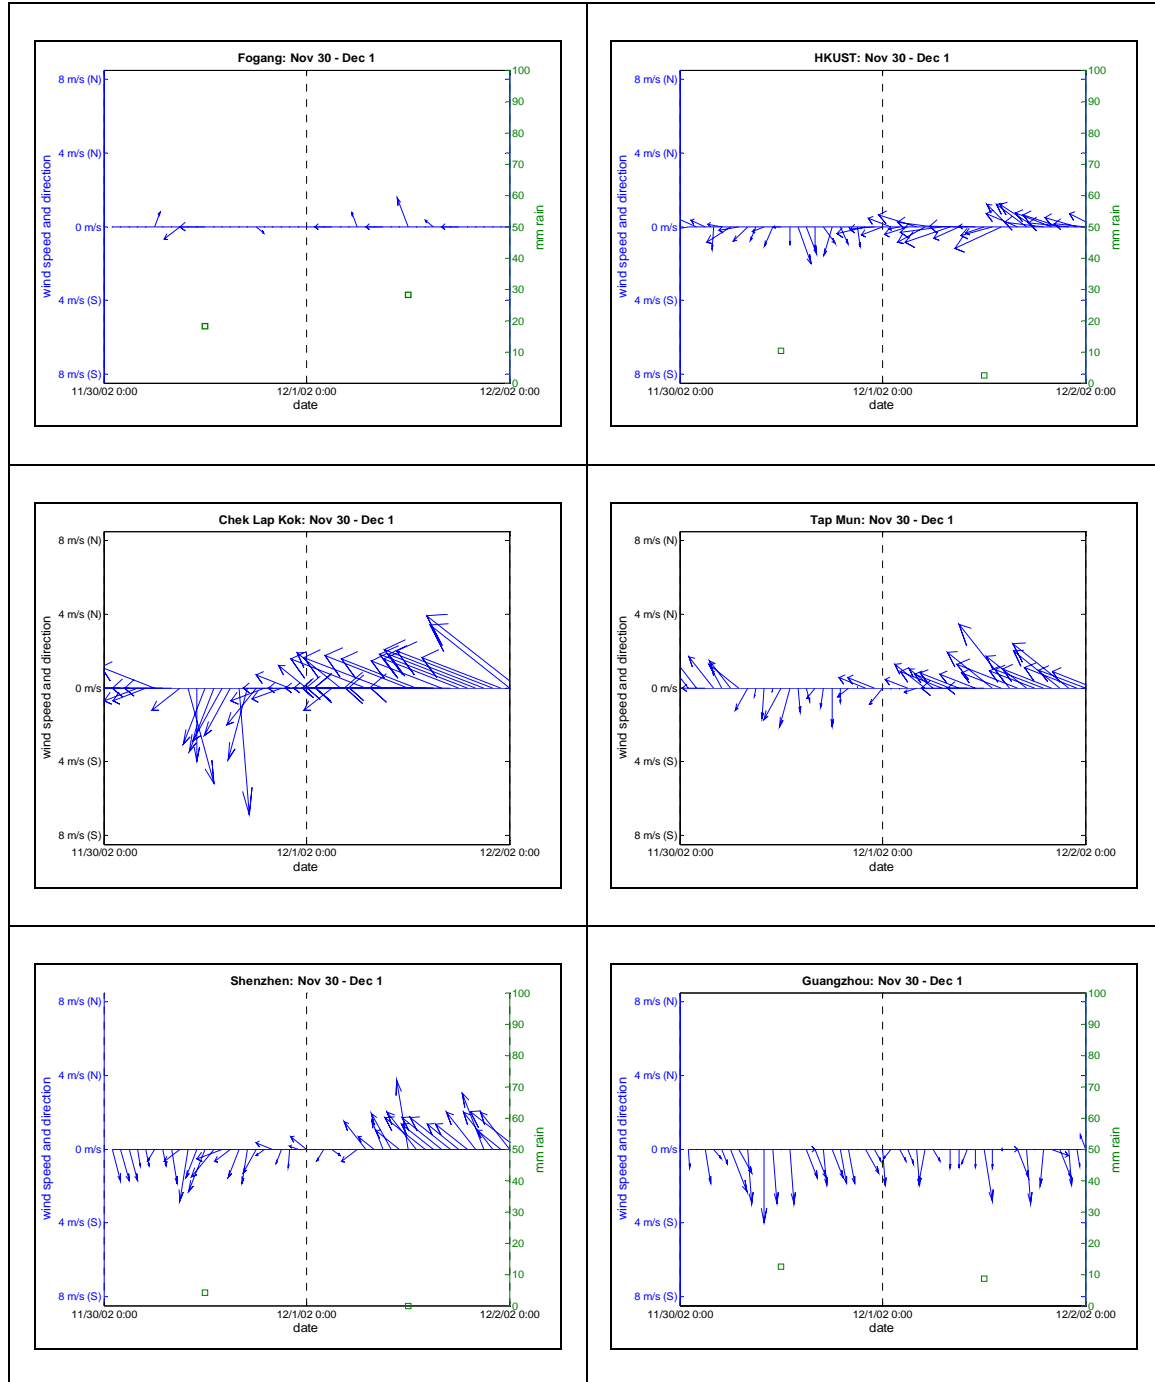 Fogang: Nov 30 - Dec 1
8 m/s (N)
4 m/s (N)
0 m/s
4 m/s (S)
8 m/s (S)
wind speed and direction
100
90
80
70
60
50
40
30
20
10
0
mm rain
11/30/02 0:00
12/1/02 0:00
12/2/02 0:00
date
HKUST: Nov 30 - Dec 1
8 m/s (N)
4 m/s (N)
0 m/s
4 m/s (S)
8 m/s (S)
wind speed and direction
100
90
80
70
60
50
40
30
20
10
0
mm rain
11/30/02 0:00
12/1/02 0:00
12/2/02 0:00
date
Chek Lap Kok: Nov 30 - Dec 1
8 m/s (N)
4 m/s (N)
0 m/s
4 m/s (S)
8 m/s (S)
wind speed and direction
11/30/02 0:00
12/1/02 0:00
12/2/02 0:00
date
Tap Mun: Nov 30 - Dec 1
8 m/s (N)
4 m/s (N)
0 m/s
4 m/s (S)
8 m/s (S)
wind speed and direction
11/30/02 0:00
12/1/02 0:00
12/2/02 0:00
date
Shenzhen: Nov 30 - Dec 1
8 m/s (N)
4 m/s (N)
0 m/s
4 m/s (S)
8 m/s (S)
wind speed and direction
100
90
80
70
60
50
40
30
20
10
0
mm rain
11/30/02 0:00
12/1/02 0:00
12/2/02 0:00
date
Guangzhou: Nov 30 - Dec 1
8 m/s (N)
4 m/s (N)
0 m/s
4 m/s (S)
8 m/s (S)
wind speed and direction
100
90
80
70
60
50
40
30
20
10
0
mm rain
11/30/02 0:00
12/1/02 0:00
12/2/02 0:00
date